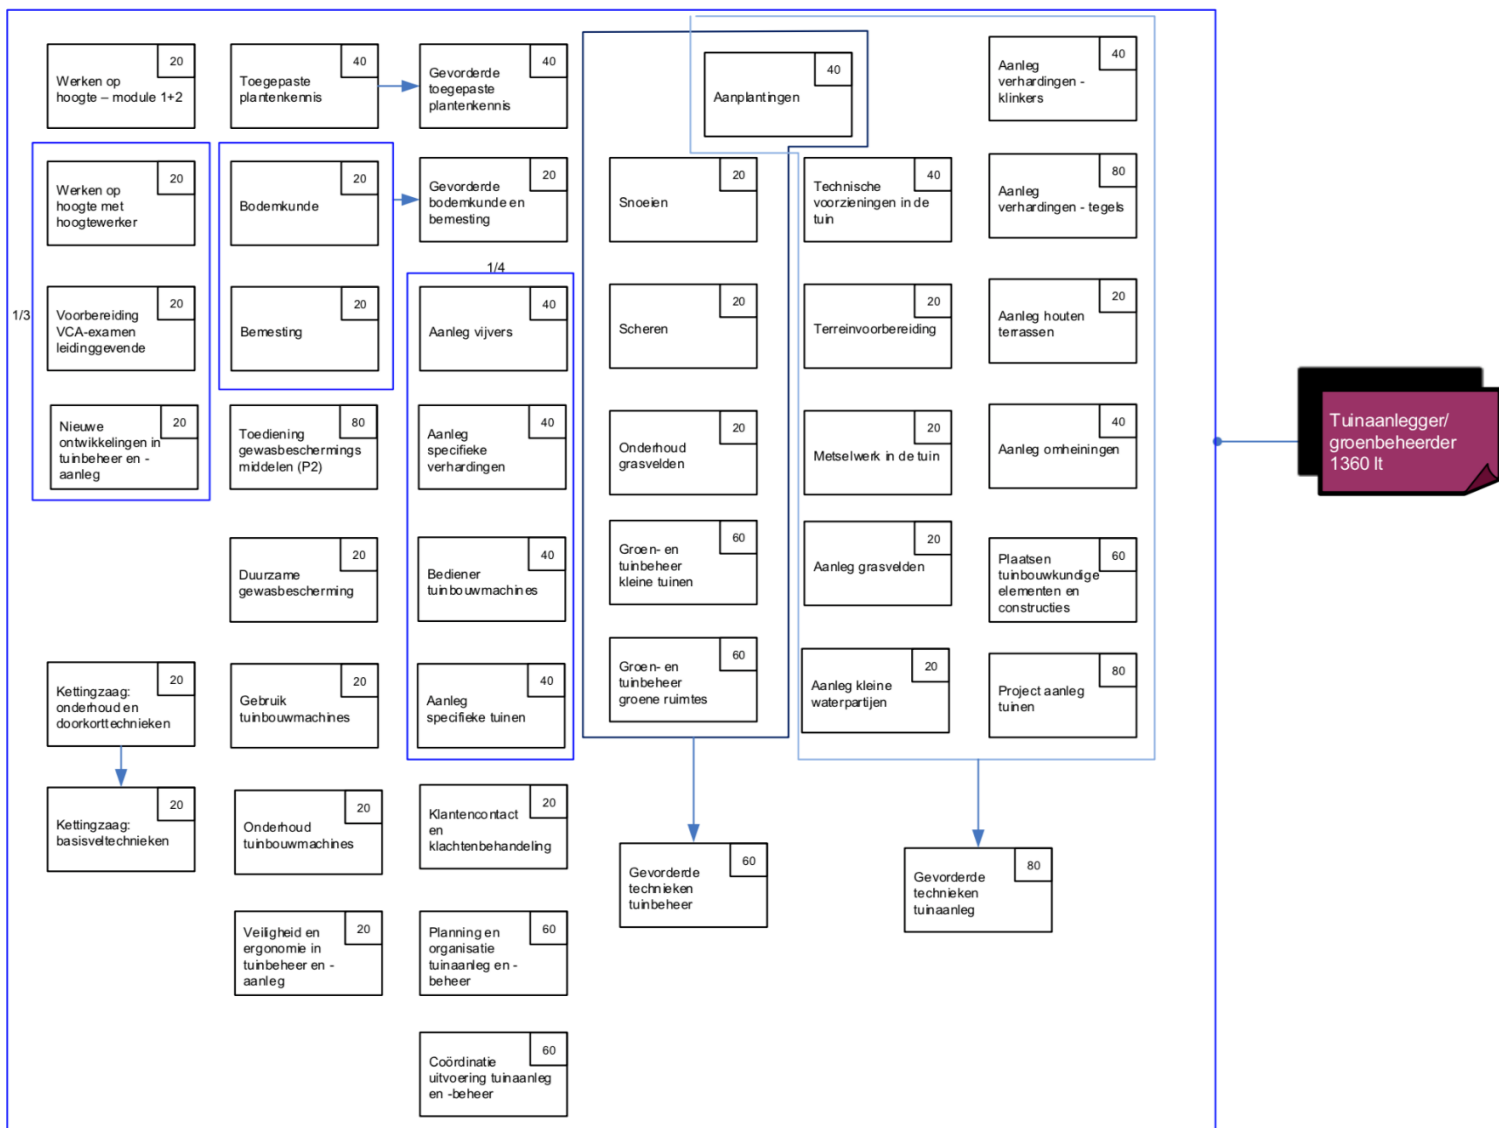 20
Werken op
hoogte – module 1+2
40
Toegepaste
plantenkennis
40
Gevorderde
toegepaste
plantenkennis
40
Aanplantingen
40
Aanleg
verhardingen -
klinkers
1/3
20
Werken op
hoogte met
hoogtewerker
20
Voorbereiding
VCA-examen
leidinggevende
20
Nieuwe
ontwikkelingen in
tuinbeheer en -
aanleg
20
Kettingzaag:
onderhoud en
doorkorttechnieken
20
Kettingzaag:
basisveltechnieken
20
Bodemkunde
20
Bemesting
80
Toediening
gewasbeschermings
middelen (P2)
20
Duurzame
gewasbescherming
20
Gebruik
tuinbouwmachines
20
Onderhoud
tuinbouwmachines
20
Veiligheid en
ergonomie in
tuinbeheer en -
aanleg
20
Gevorderde
bodemkunde en
bemesting
1/4
40
Aanleg vijvers
40
Aanleg
specifieke
verhardingen
40
Bediener
tuinbouwmachines
40
Aanleg
specifieke tuinen
20
Klantencontact
en
klachtenbehandeling
60
Planning en
organisatie
tuinaanleg en -
beheer
60
Coördinatie
uitvoering tuinaanleg
en -beheer
20
Snoeien
20
Scheren
20
Onderhoud
grasvelden
60
Groen- en
tuinbeheer
kleine tuinen
60
Groen- en
tuinbeheer
groene ruimtes
60
Gevorderde
technieken
tuinbeheer
40
Technische
voorzieningen in de
tuin
20
Terreinvoorbereiding
20
Metselwerk in de tuin
20
Aanleg grasvelden
20
Aanleg kleine
waterpartijen
80
Gevorderde
technieken
tuinaanleg
80
Aanleg
verhardingen - tegels
20
Aanleg houten
terrassen
40
Aanleg omheiningen
60
Plaatsen
tuinbouwkundige
elementen en
constructies
80
Project aanleg
tuinen
Tuinaanlegger/
groenbeheerder
1360 lt